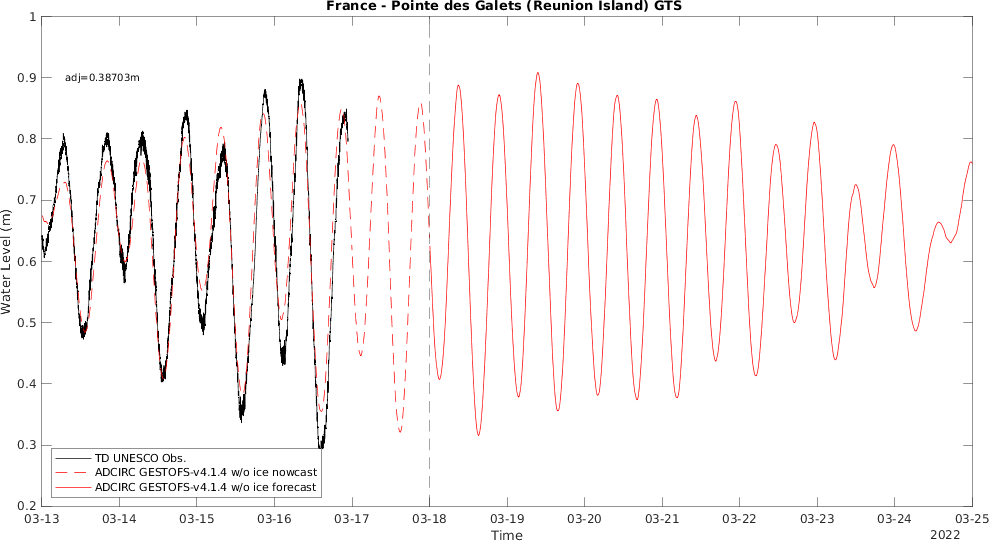 France - Pointe des Galets (Reunion Island) GTS
1
0.9
0.8
0.7
0.6
0.5
0.4
0.3
0.2
Water Level (m)
adj=0.38703m
TD UNESCO Obs.
ADCIRC GESTOFS-v4.1.4 w/o ice nowcast
ADCIRC GESTOFS-v4.1.4 w/o ice forecast
03-13 03-14 03-15 03-16 03-17 03-18 03-19 03-20 03-21 03-22 03-23 03-24 03-25
Time
2022